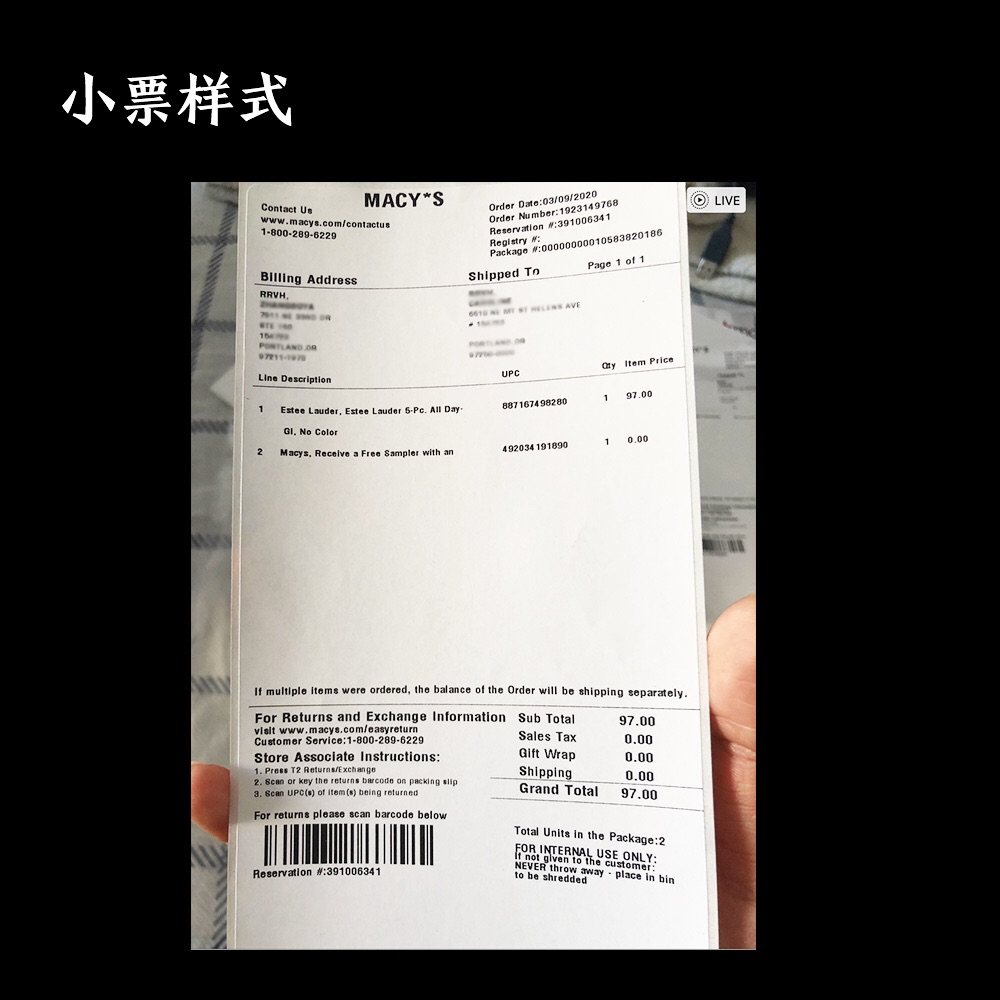 小票样式
LIVE
MACY*S
Contact Us
www.macys.com/contactus
1-800-289-6229
Order Date:03/09/2020
Order Number:1923149768
Reservation #:391006341
Registry #:
Package #:00000000010583820186
Page 1 of 1
Billing Address
RRVH,
PORTLAND,OR
Shipped To
6610 NE MT ST HELENS AVE
PORTLAND,OR
Line Description UPC Qty Item Price
1 Estee Lauder, Estee Lauder 5-Pc. All Day- 887167498280 1 97.00
GI, No Color
2 Macys, Receive a Free Sampler with an 492034191890 1 0.00
If multiple items were ordered, the balance of the Order will be shipping separately.
For Returns and Exchange Information
visit www.macys.com/easyreturn
Customer Service:1-800-289-6229
Store Associate Instructions:
1. Press T2 Returns/Exchange
2. Scan or key the returns barcode on packing slip
3. Scan UPC(s) of item(s) being returned
For returns please scan barcode below
Reservation #:391006341
Sub Total 97.00
Sales Tax 0.00
Gift Wrap 0.00
Shipping 0.00
Grand Total 97.00
Total Units in the Package:2
FOR INTERNAL USE ONLY:
If not given to the customer:
NEVER throw away - place in bin
to be shredded